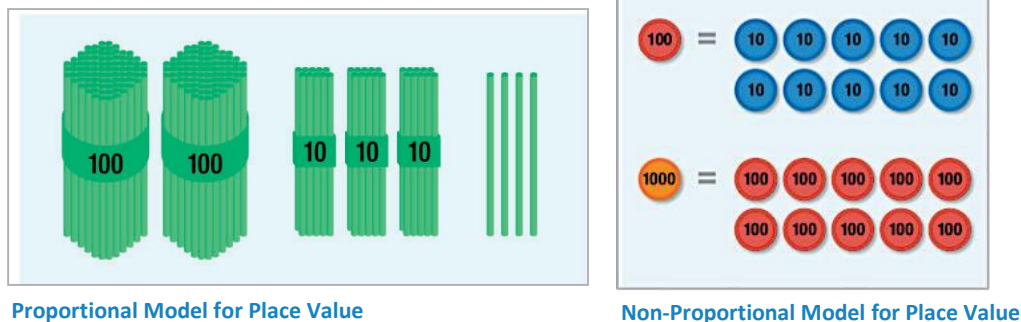 100 100 10 10 10
Proportional Model for Place Value
100 = 10 10 10 10 10
10 10 10 10 10
1000 = 100 100 100 100 100
100 100 100 100 100
Non-Proportional Model for Place Value